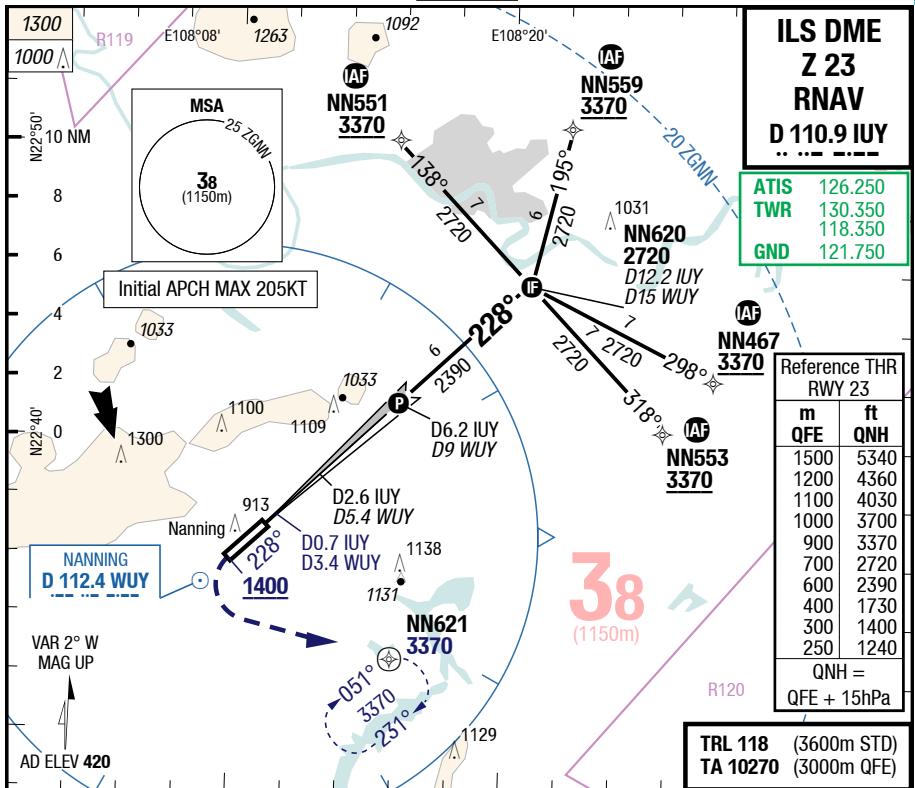 1300
1000
R119
E108°08'
1263
1092
E108°20'
ILS DME
Z 23
RNAV
D 110.9 IUY
ATIS 126.250
TWR 130.350
118.350
GND 121.750
N22°50'
10 NM
8
6
4
2
0
N22°40'
MSA
25 ZGNN
38
(1150m)
Initial APCH MAX 205KT
IAF
NN551
3370
138°
7
2720
IAF
NN559
3370
195°
6
2720
20 ZGNN
1031
NN620
2720
D12.2 IUY
D15 WUY
IF
228°
6
2390
IAF
NN467
3370
298°
7
2720
IAF
NN553
3370
318°
7
2720
1033
1033
1100
1109
1300
P
D6.2 IUY
D9 WUY
D2.6 IUY
D5.4 WUY
913
Nanning
D0.7 IUY
D3.4 WUY
228°
1400
NANNING
D 112.4 WUY
1138
1131
NN621
3370
051°
3370
231°
1129
38
(1150m)
R120
VAR 2° W
MAG UP
AD ELEV 420
Reference THR
RWY 23
m ft
QFE QNH
1500 5340
1200 4360
1100 4030
1000 3700
900 3370
700 2720
600 2390
400 1730
300 1400
250 1240
QNH =
QFE + 15hPa
TRL 118 (3600m STD)
TA 10270 (3000m QFE)